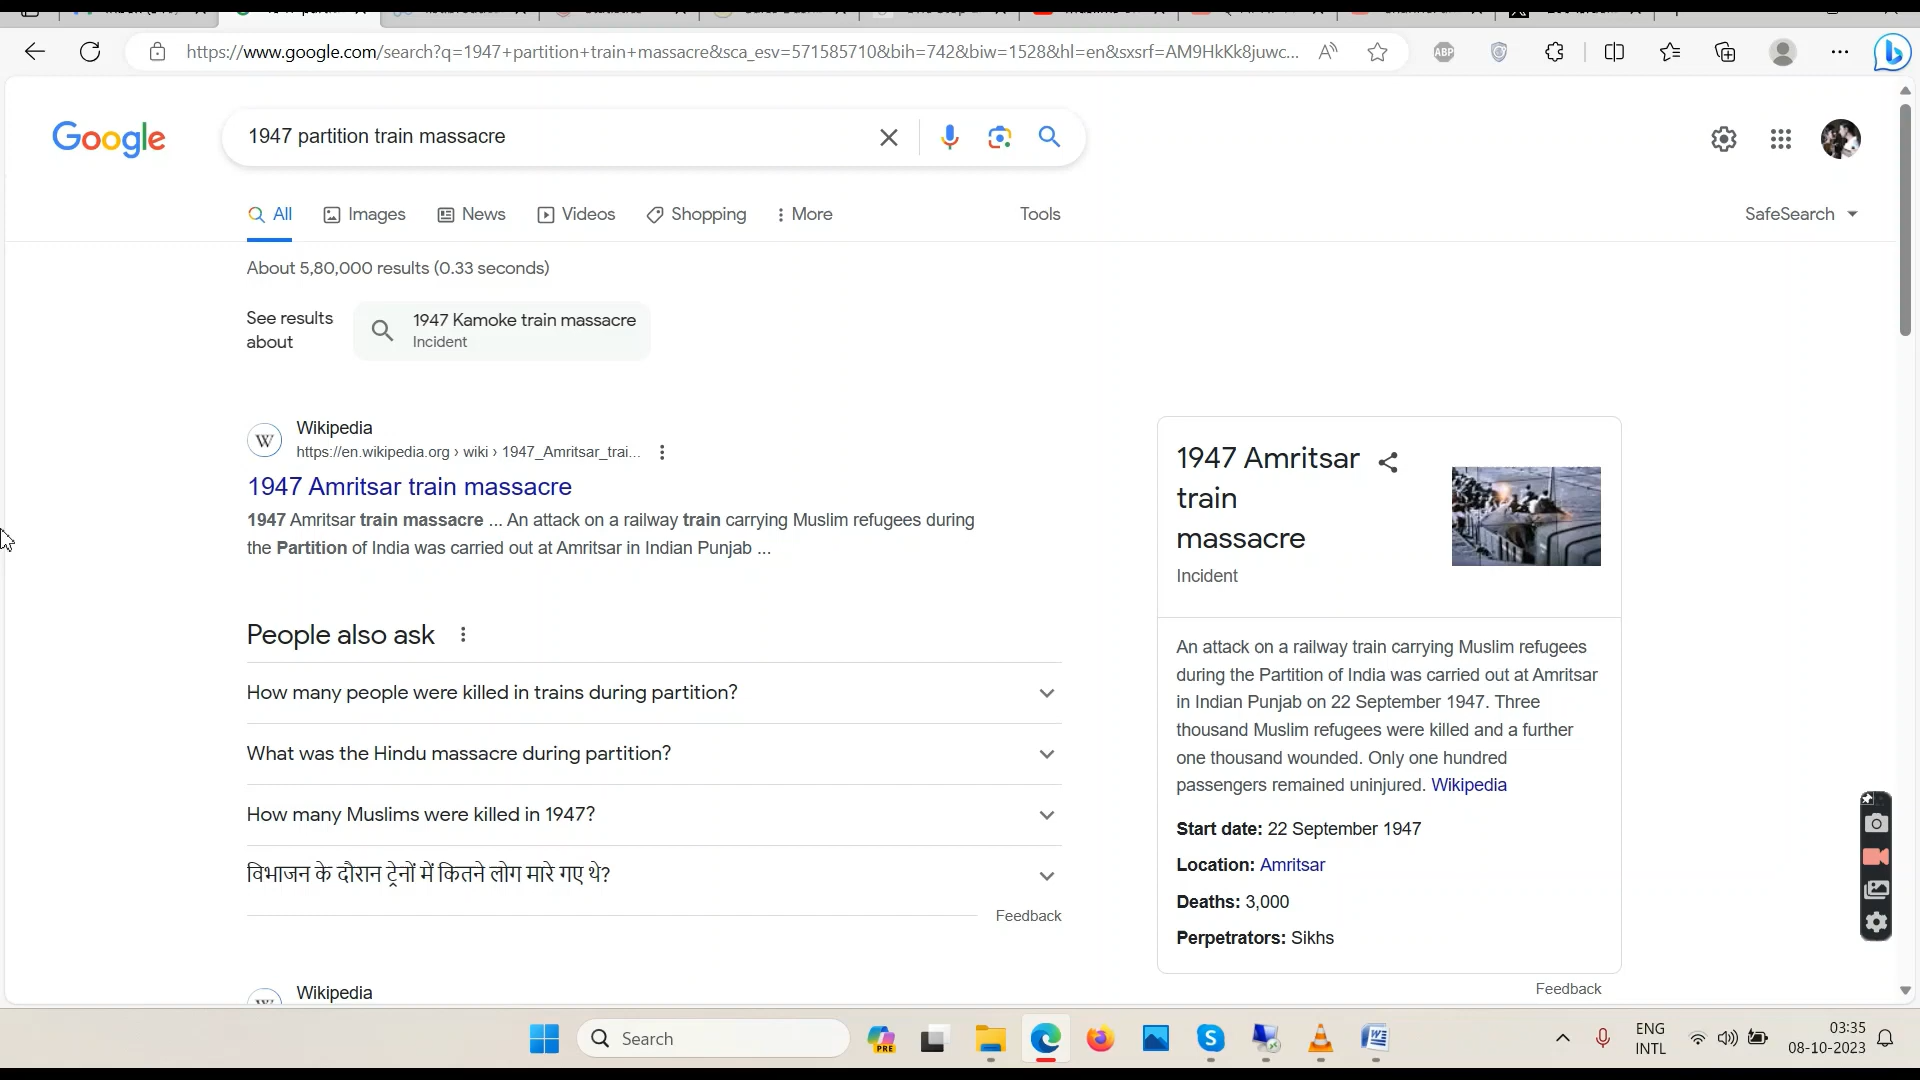 https://www.google.com/search?q=1947+partition+train+massacre&sca_esv=571585710&bih=742&biw=1528&hl=en&sxsrf=AM9HkKk8juwc...
ABP
Google
1947 partition train massacre
All
Images
News
Videos
Shopping
More
Tools
SafeSearch
About 5,80,000 results (0.33 seconds)
See results
about
1947 Kamoke train massacre
Incident
Wikipedia
https://en.wikipedia.org › wiki › 1947_Amritsar_trai...
1947 Amritsar train massacre
1947 Amritsar train massacre ... An attack on a railway train carrying Muslim refugees during
the Partition of India was carried out at Amritsar in Indian Punjab ...
People also ask
How many people were killed in trains during partition?
What was the Hindu massacre during partition?
How many Muslims were killed in 1947?
विभाजन के दौरान ट्रेनों में कितने लोग मारे गए थे?
Feedback
Wikipedia
1947 Amritsar
train
massacre
Incident
An attack on a railway train carrying Muslim refugees
during the Partition of India was carried out at Amritsar
in Indian Punjab on 22 September 1947. Three
thousand Muslim refugees were killed and a further
one thousand wounded. Only one hundred
passengers remained uninjured. Wikipedia
Start date: 22 September 1947
Location: Amritsar
Deaths: 3,000
Perpetrators: Sikhs
Feedback
Search
PRE
ENG
INTL
03:35
08-10-2023